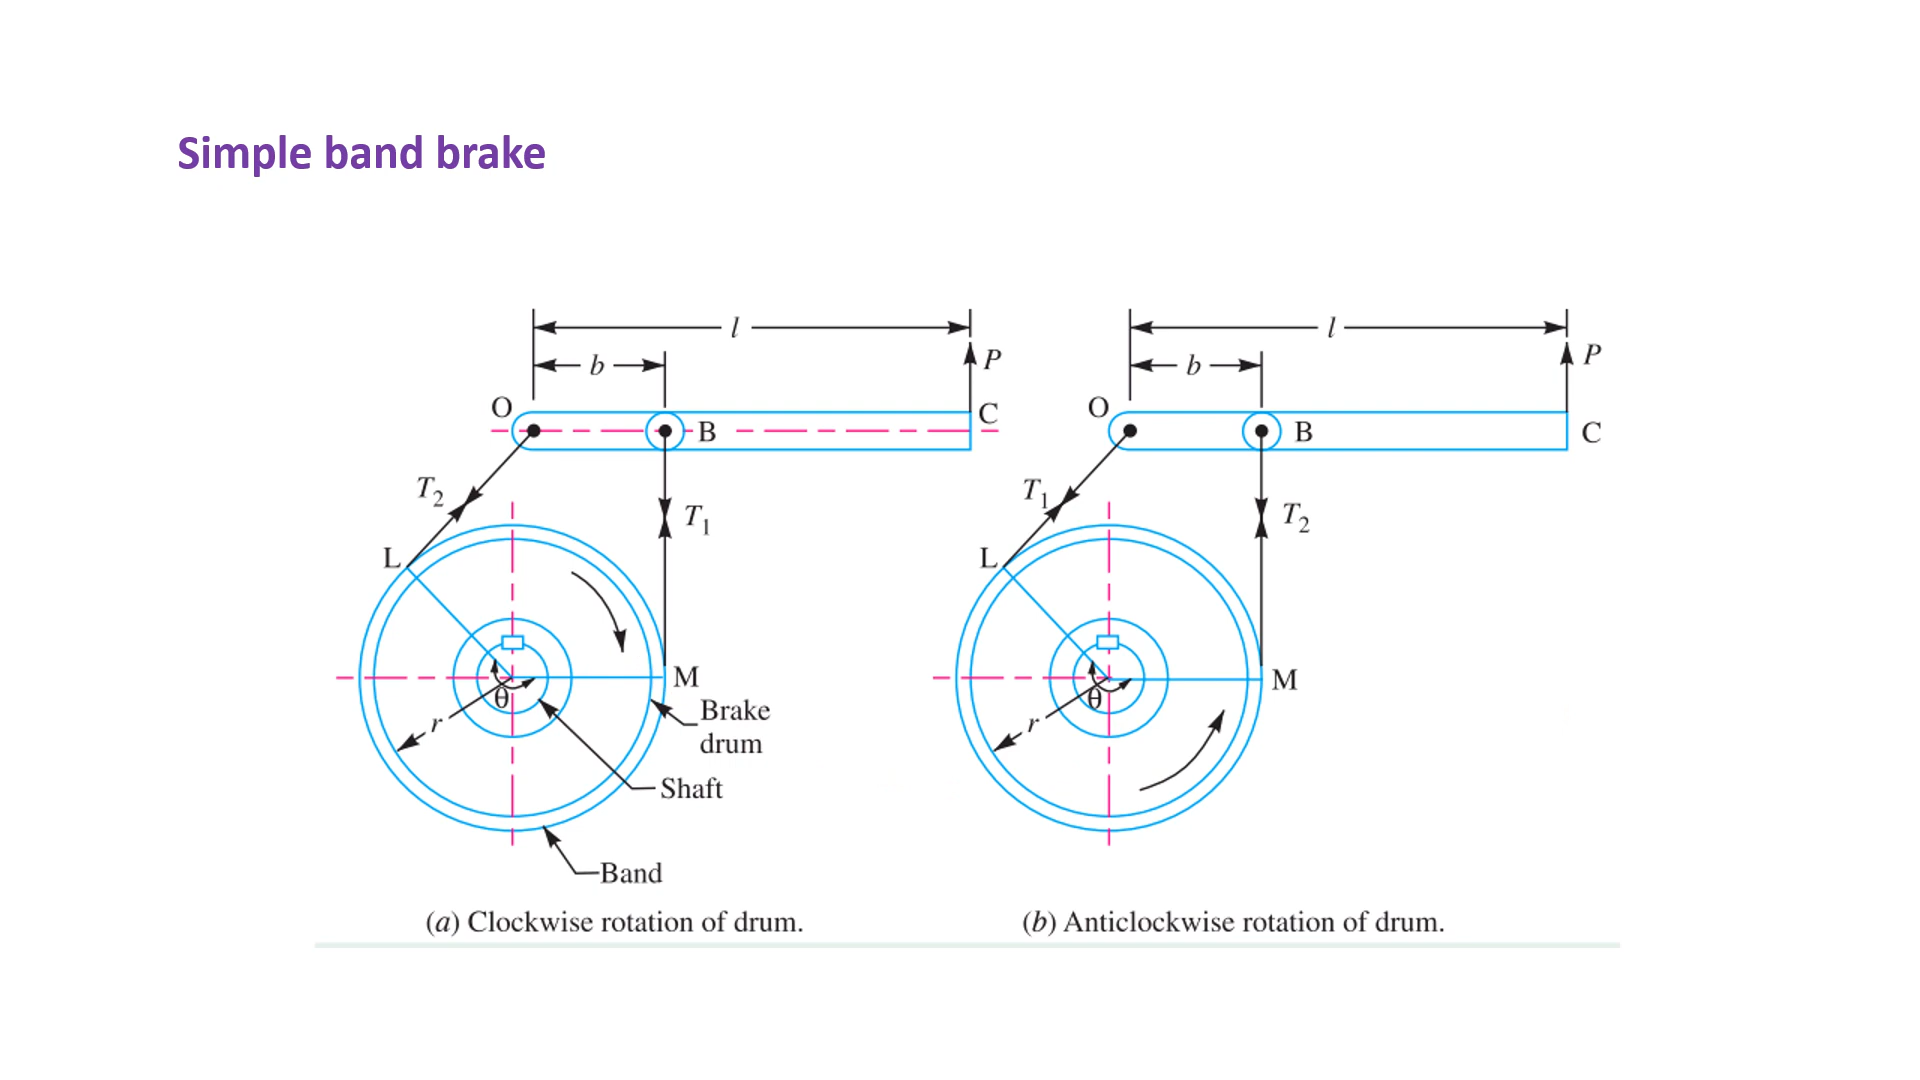 Simple band brake
l
b
P
O
B
C
T2
T1
L
M
θ
r
Brake
drum
Shaft
Band
(a) Clockwise rotation of drum.
l
b
P
O
B
C
T1
T2
L
M
θ
r
(b) Anticlockwise rotation of drum.